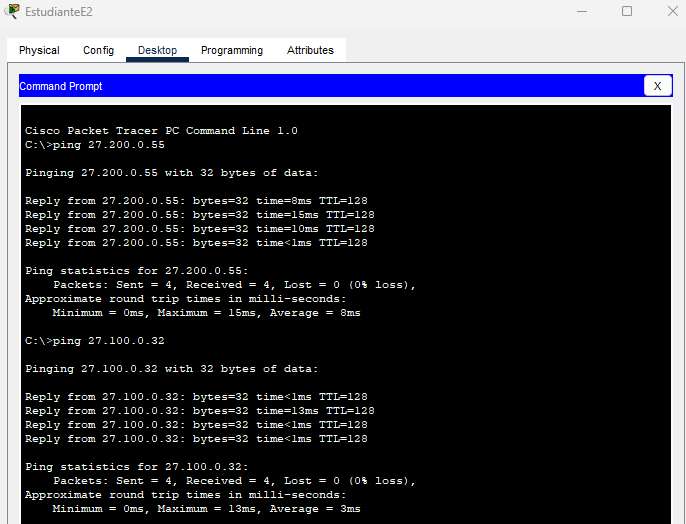 EstudianteE2
Physical Config Desktop Programming Attributes
Command Prompt X
Cisco Packet Tracer PC Command Line 1.0
C:\>ping 27.200.0.55
Pinging 27.200.0.55 with 32 bytes of data:
Reply from 27.200.0.55: bytes=32 time=8ms TTL=128
Reply from 27.200.0.55: bytes=32 time=15ms TTL=128
Reply from 27.200.0.55: bytes=32 time=10ms TTL=128
Reply from 27.200.0.55: bytes=32 time<1ms TTL=128
Ping statistics for 27.200.0.55:
Packets: Sent = 4, Received = 4, Lost = 0 (0% loss),
Approximate round trip times in milli-seconds:
Minimum = 0ms, Maximum = 15ms, Average = 8ms
C:\>ping 27.100.0.32
Pinging 27.100.0.32 with 32 bytes of data:
Reply from 27.100.0.32: bytes=32 time<1ms TTL=128
Reply from 27.100.0.32: bytes=32 time=13ms TTL=128
Reply from 27.100.0.32: bytes=32 time<1ms TTL=128
Reply from 27.100.0.32: bytes=32 time<1ms TTL=128
Ping statistics for 27.100.0.32:
Packets: Sent = 4, Received = 4, Lost = 0 (0% loss),
Approximate round trip times in milli-seconds:
Minimum = 0ms, Maximum = 13ms, Average = 3ms